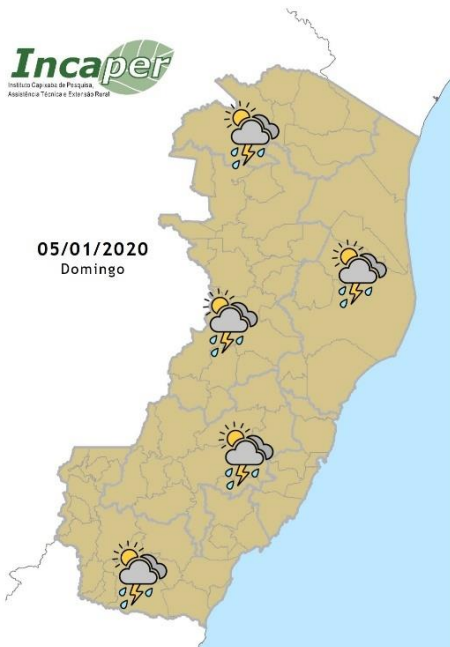 Incaper
Instituto Capixaba de Pesquisa,
Assistência Técnica e Extensão Rural
05/01/2020
Domingo